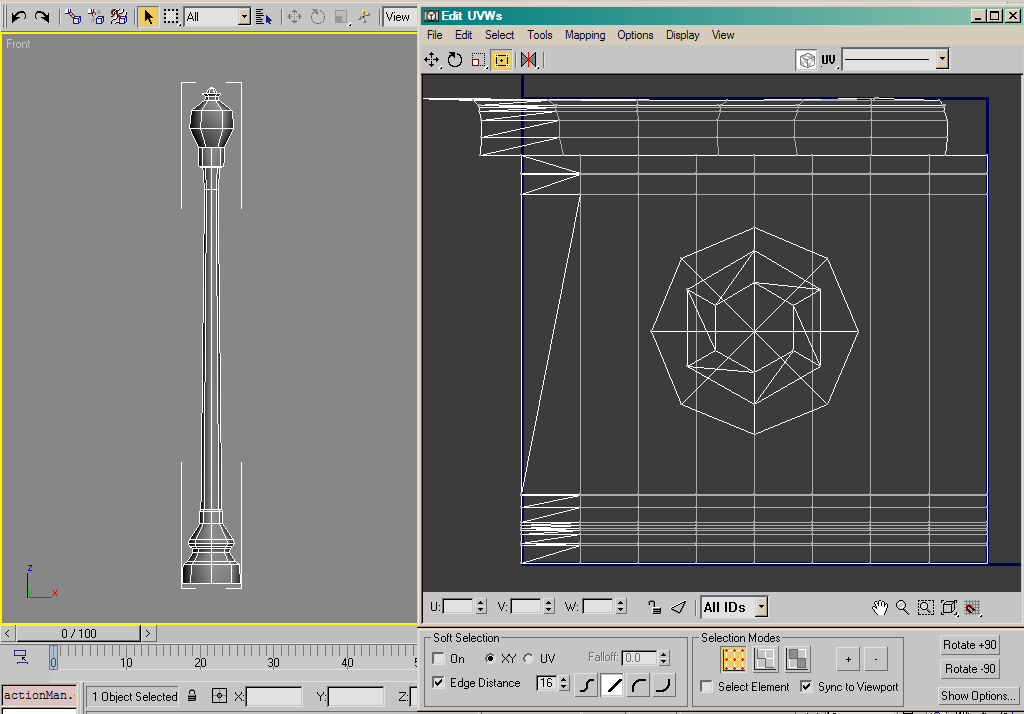 All
View
Edit UVWs
File Edit Select Tools Mapping Options Display View
UV
Front
z
x
U: V: W: All IDs
0 / 100
0 10 20 30 40 5
actionMan.
1 Object Selected X: Y: Z:
Soft Selection
On XY UV Falloff: 0.0
Edge Distance 16
Selection Modes
+ -
Select Element Sync to Viewport
Rotate +90
Rotate -90
Show Options...